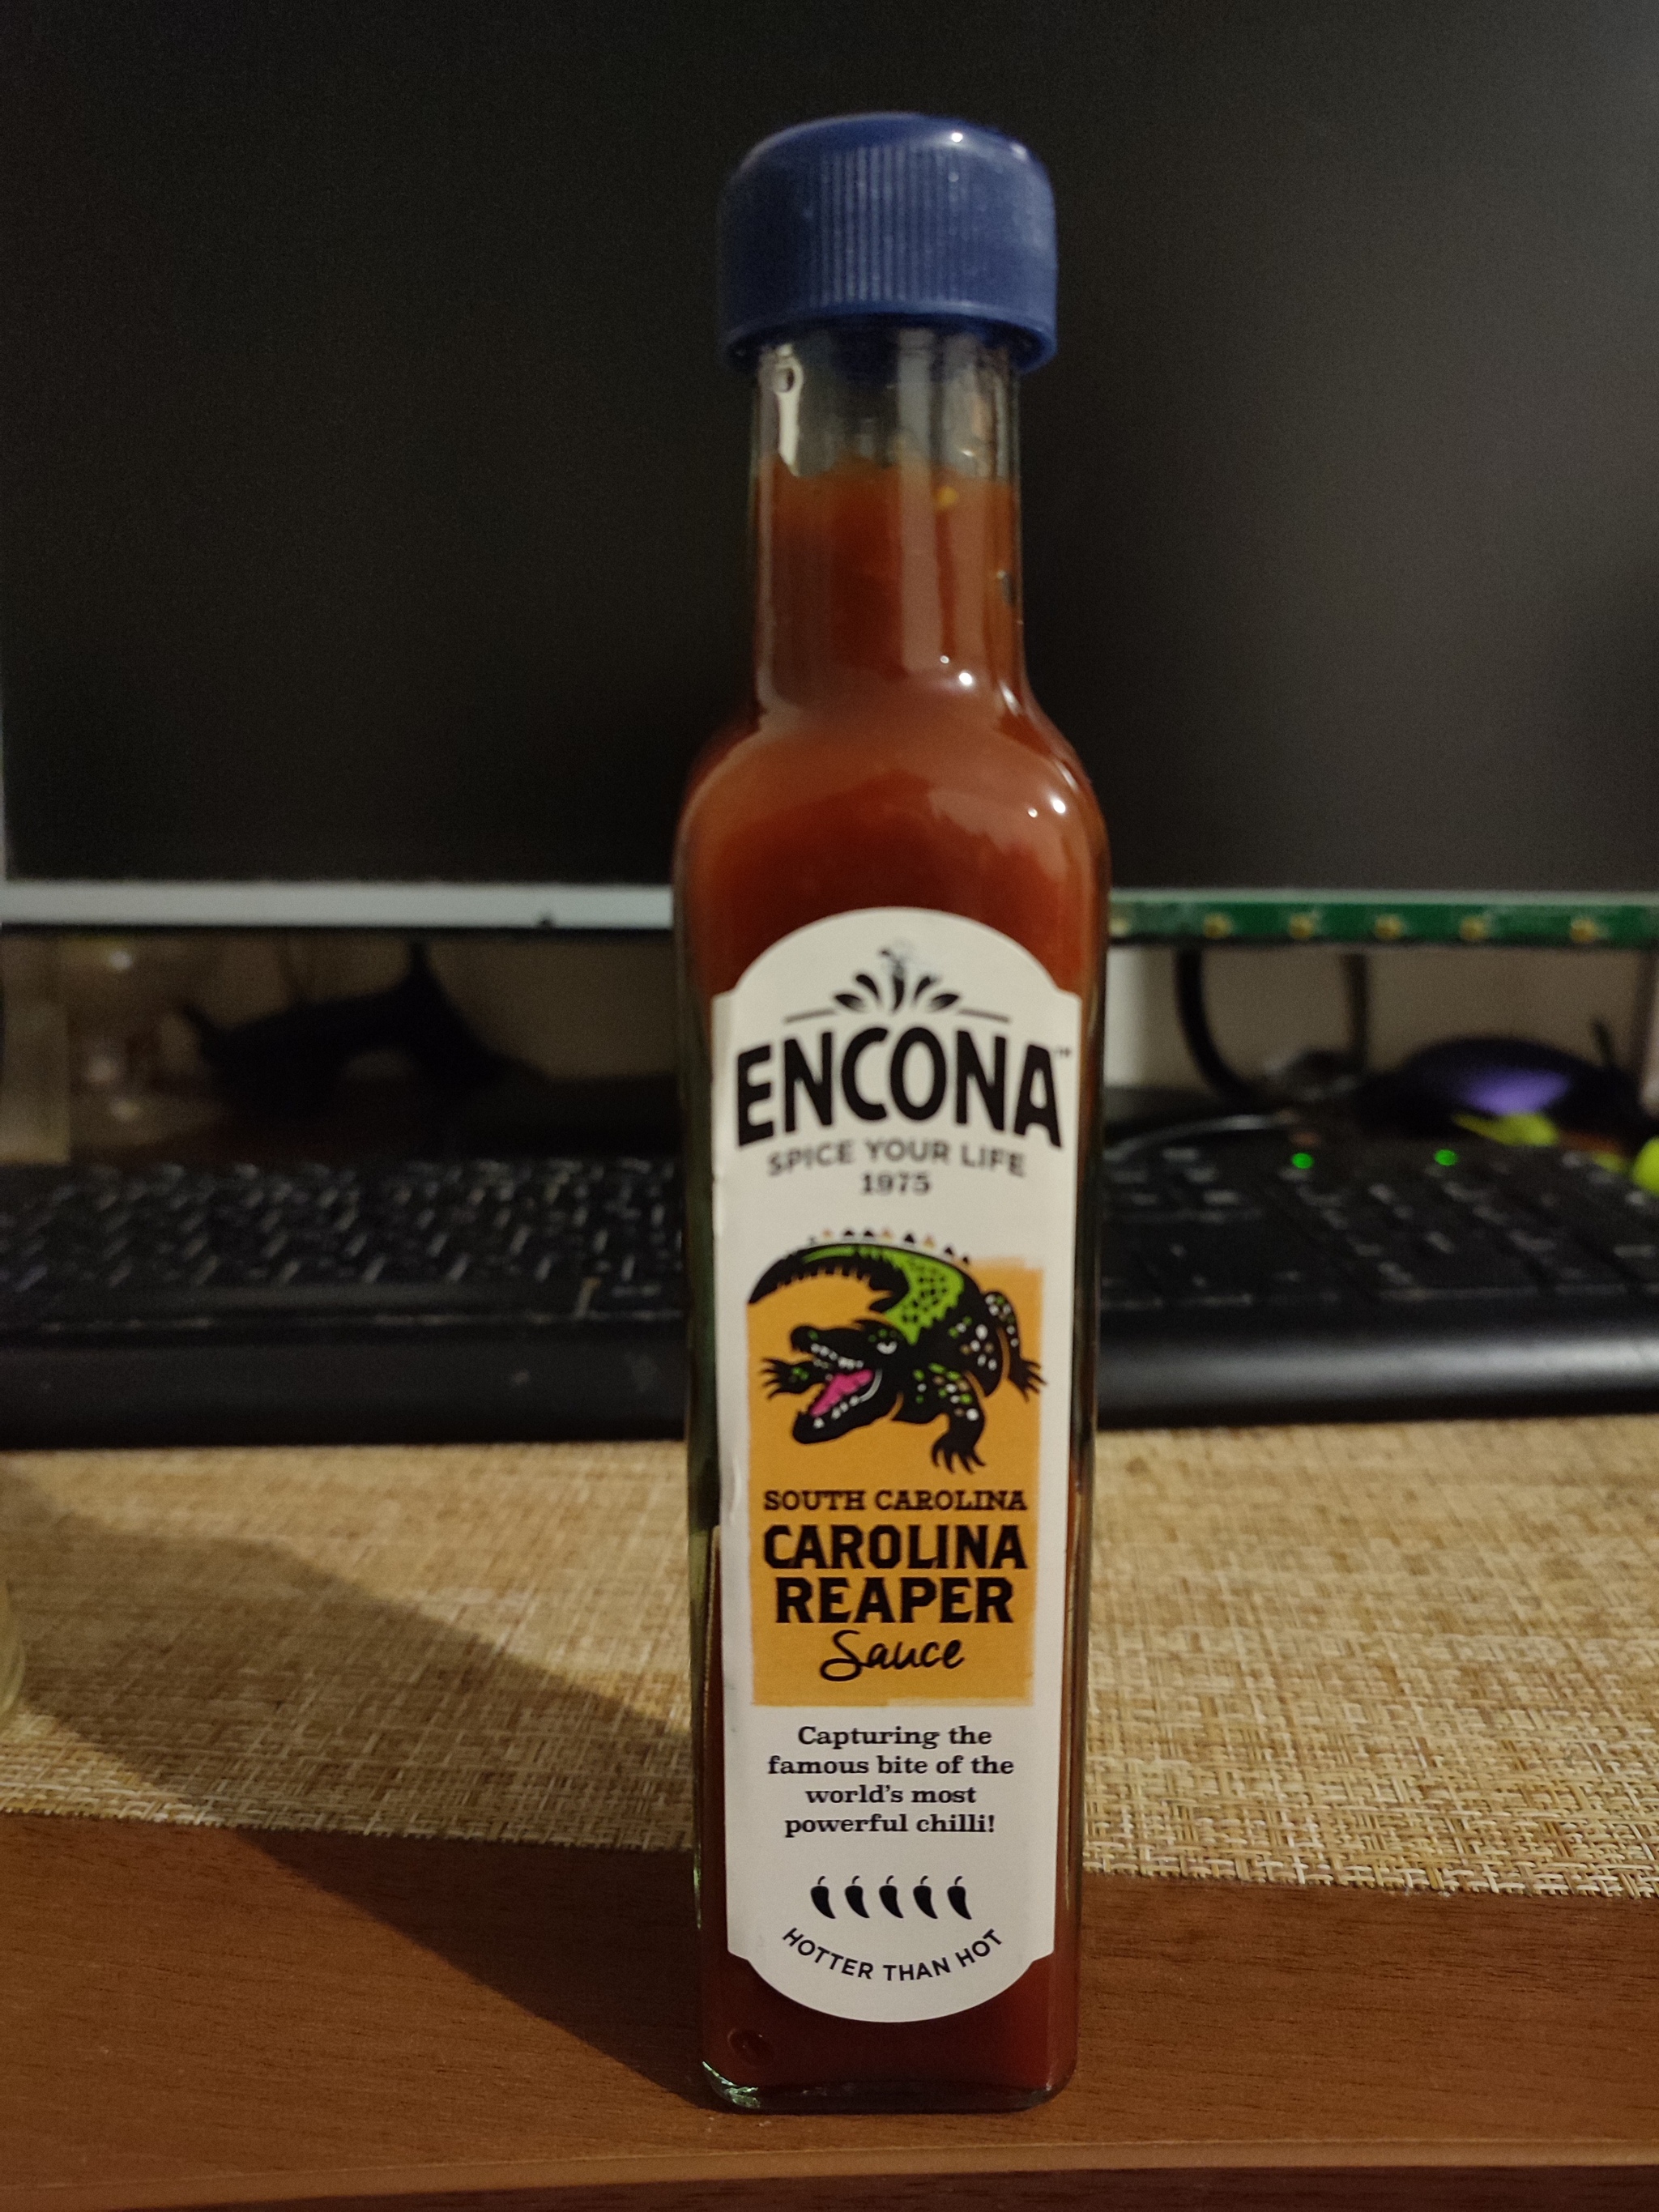 ENCONA™
SPICE YOUR LIFE
1975
SOUTH CAROLINA
CAROLINA
REAPER
Sauce
Capturing the
famous bite of the
world's most
powerful chilli!
HOTTER THAN HOT